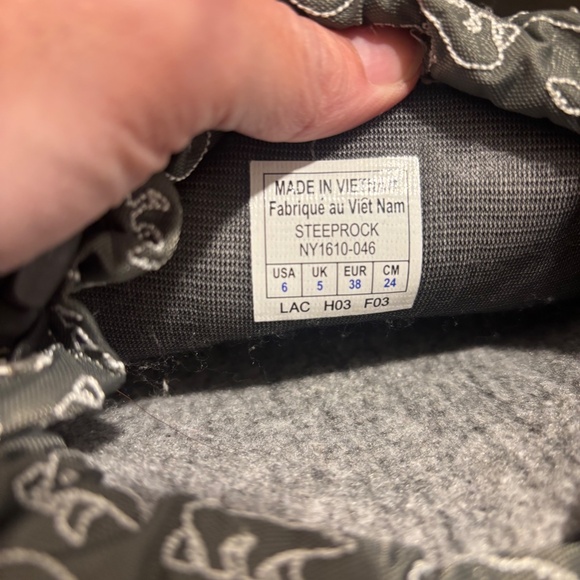 MADE IN VIETNAM
Fabrique au Viêt Nam
STEEPROCK
NY1610-046
USA UK EUR CM
6 5 38 24
LAC H03 F03